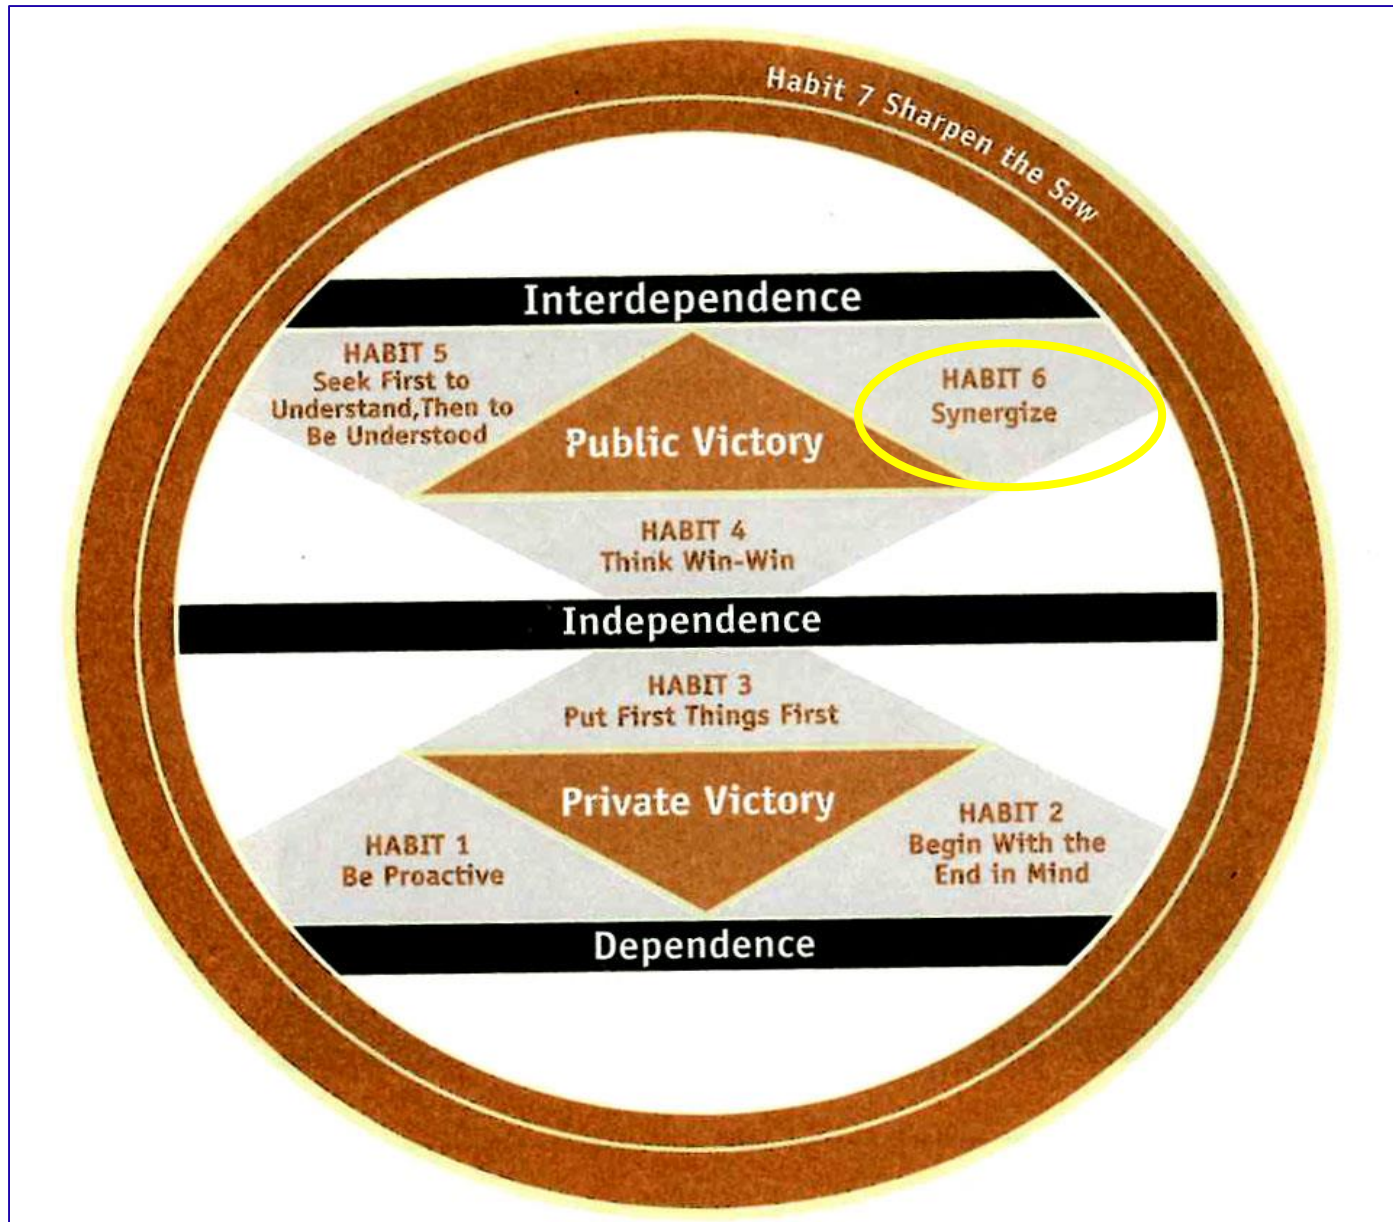 Habit 7 Sharpen the Saw
Interdependence
HABIT 5
Seek First to
Understand,Then to
Be Understood
HABIT 6
Synergize
Public Victory
HABIT 4
Think Win-Win
Independence
HABIT 3
Put First Things First
Private Victory
HABIT 1
Be Proactive
HABIT 2
Begin With the
End in Mind
Dependence